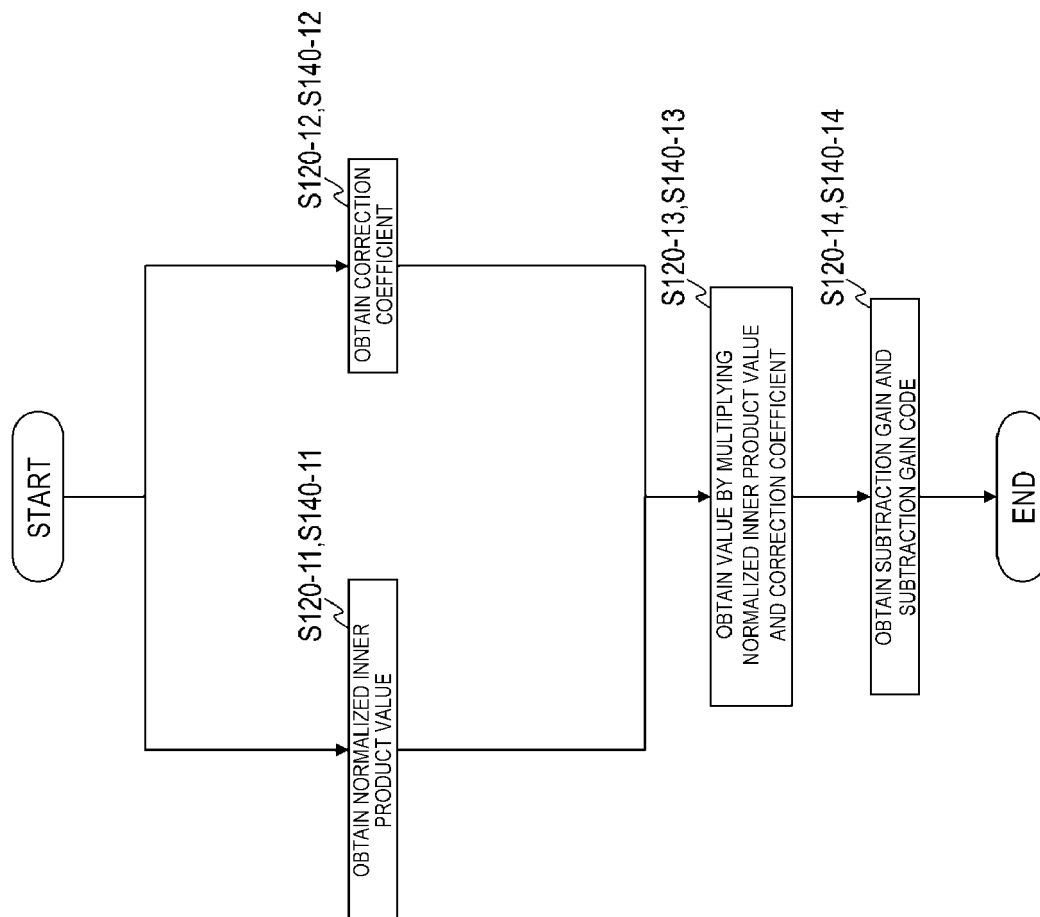 START
S120-11,S140-11
OBTAIN NORMALIZED INNER
PRODUCT VALUE
S120-12,S140-12
OBTAIN CORRECTION
COEFFICIENT
S120-13,S140-13
OBTAIN VALUE BY MULTIPLYING
NORMALIZED INNER PRODUCT VALUE
AND CORRECTION COEFFICIENT
S120-14,S140-14
OBTAIN SUBTRACTION GAIN AND
SUBTRACTION GAIN CODE
END